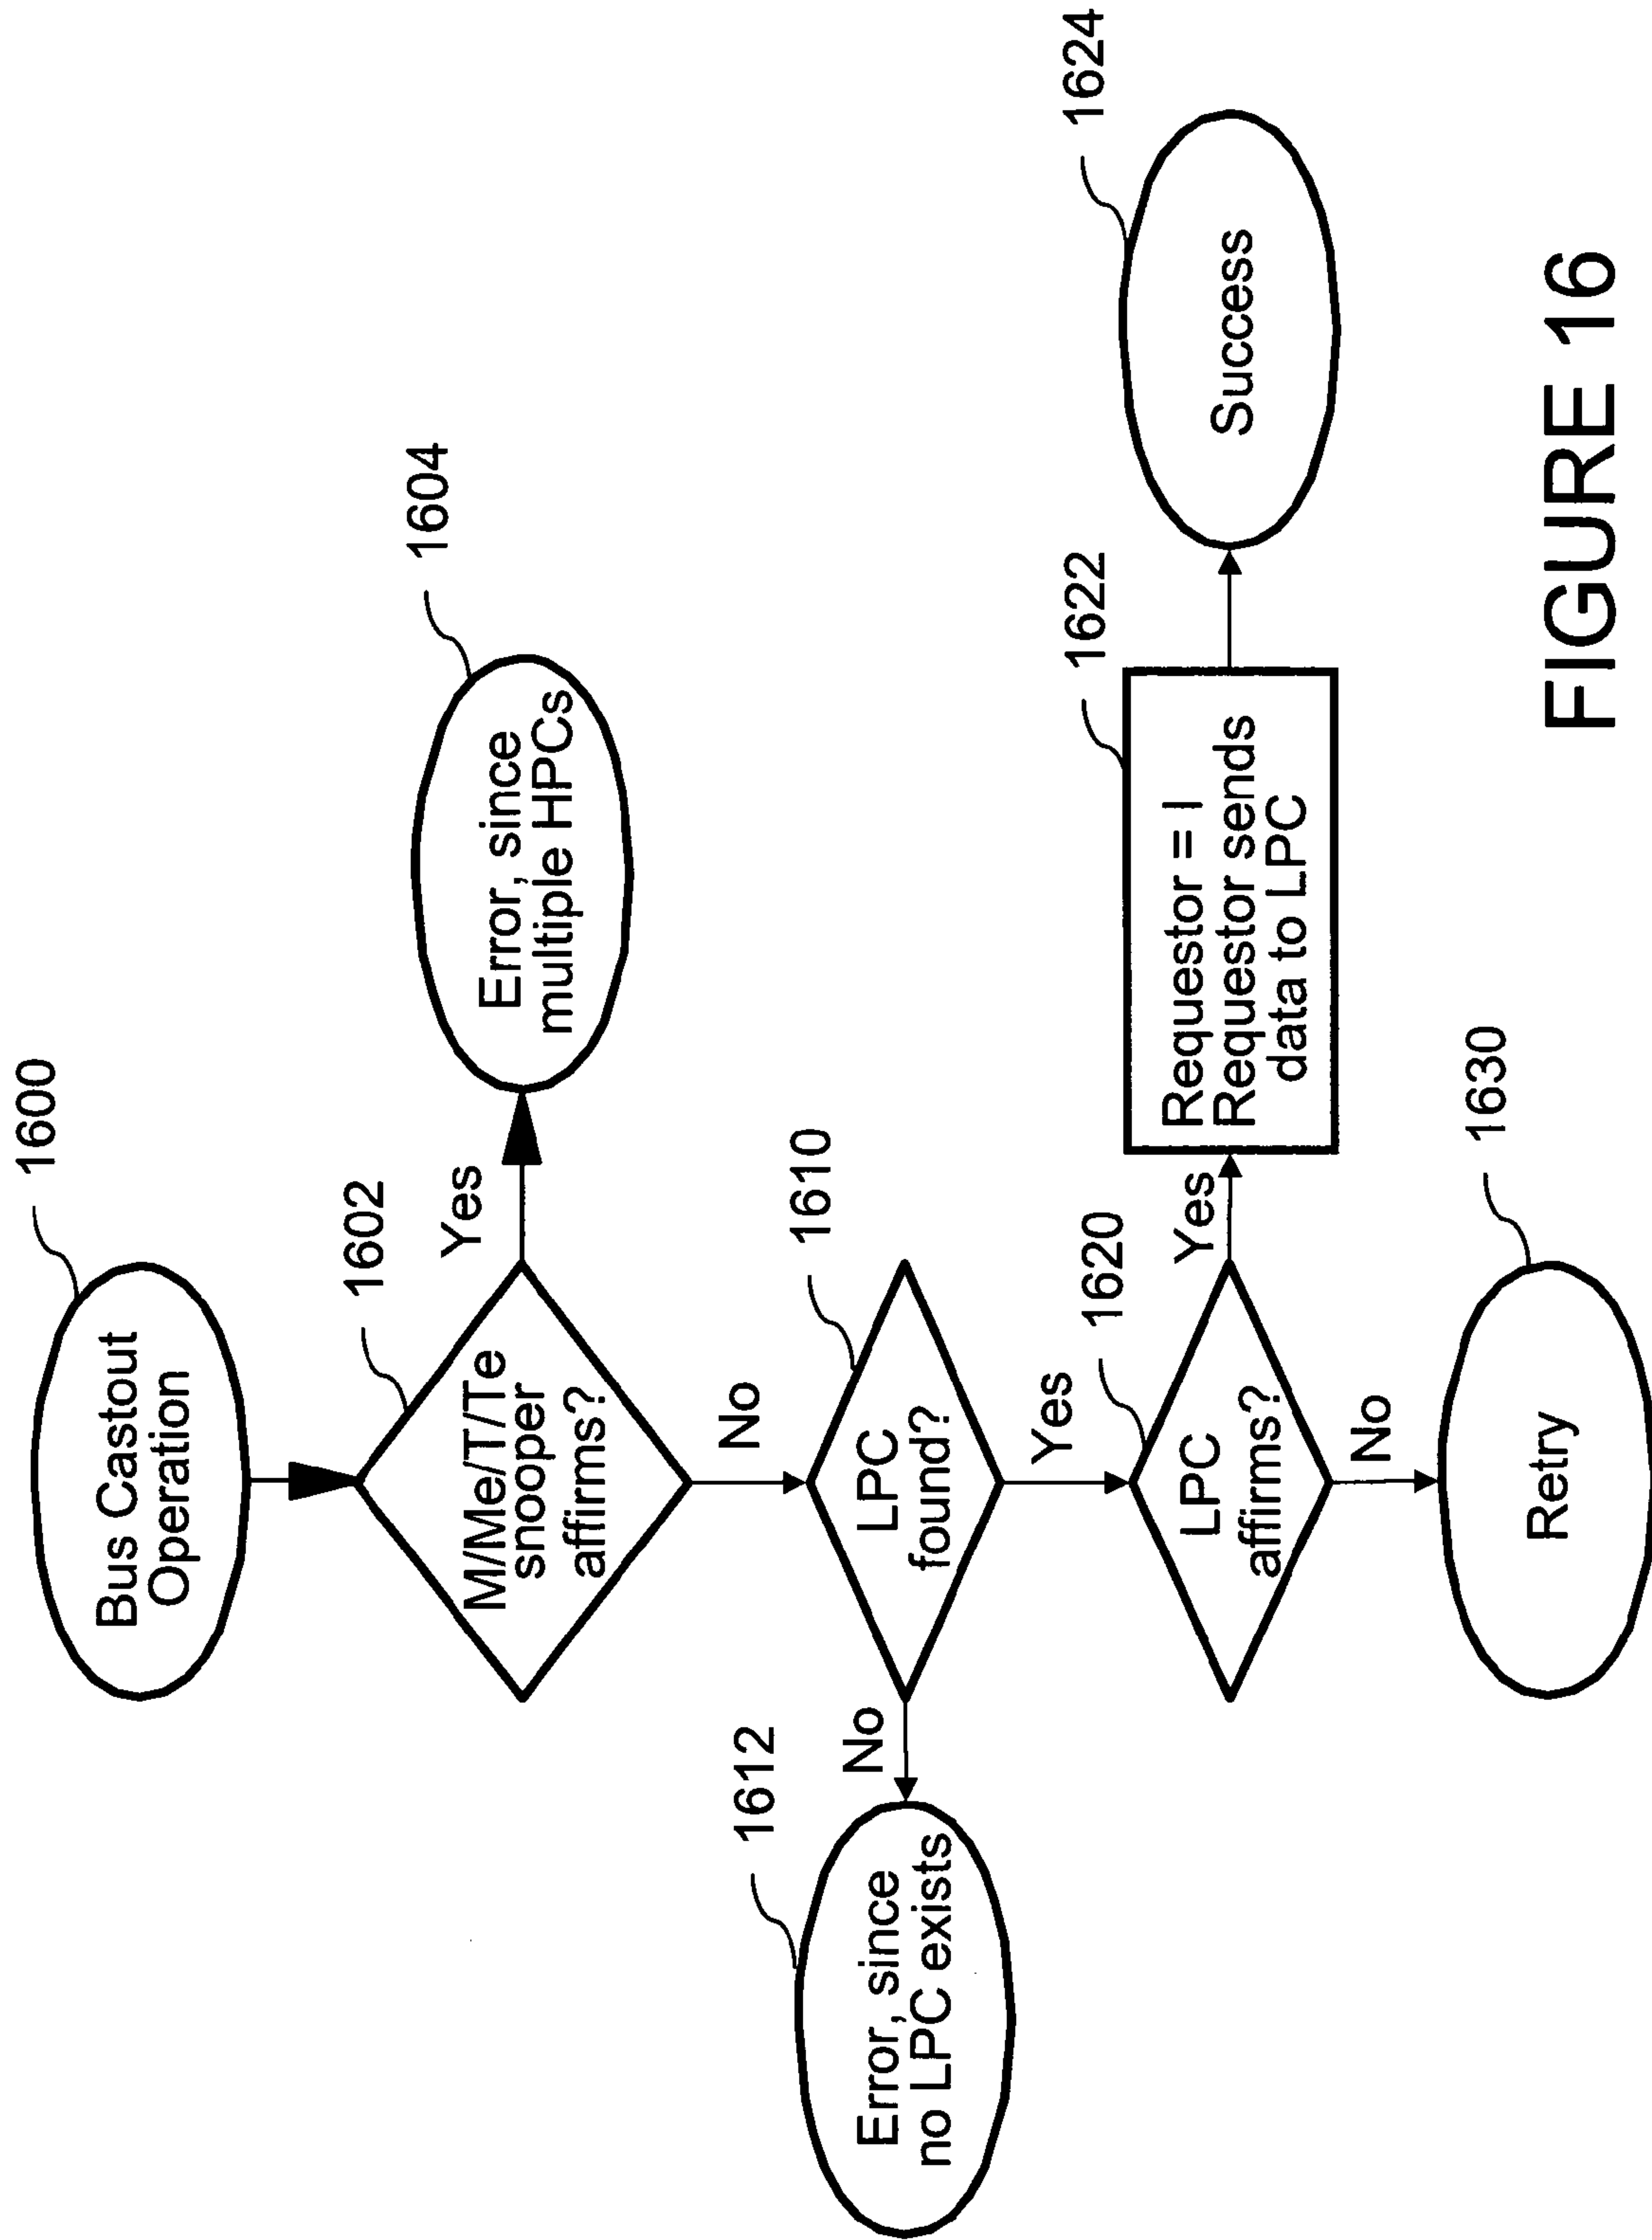 1600
Bus Castout
Operation
1602
M/Me/T/Te
snooper
affirms?
Yes
1604
Error, since
multiple HPCs
No
1610
LPC
found?
No
1612
Error, since
no LPC exists
Yes
1620
LPC
affirms?
Yes
1622
Requestor = I
Requestor sends
data to LPC
1624
Success
No
1630
Retry
FIGURE 16